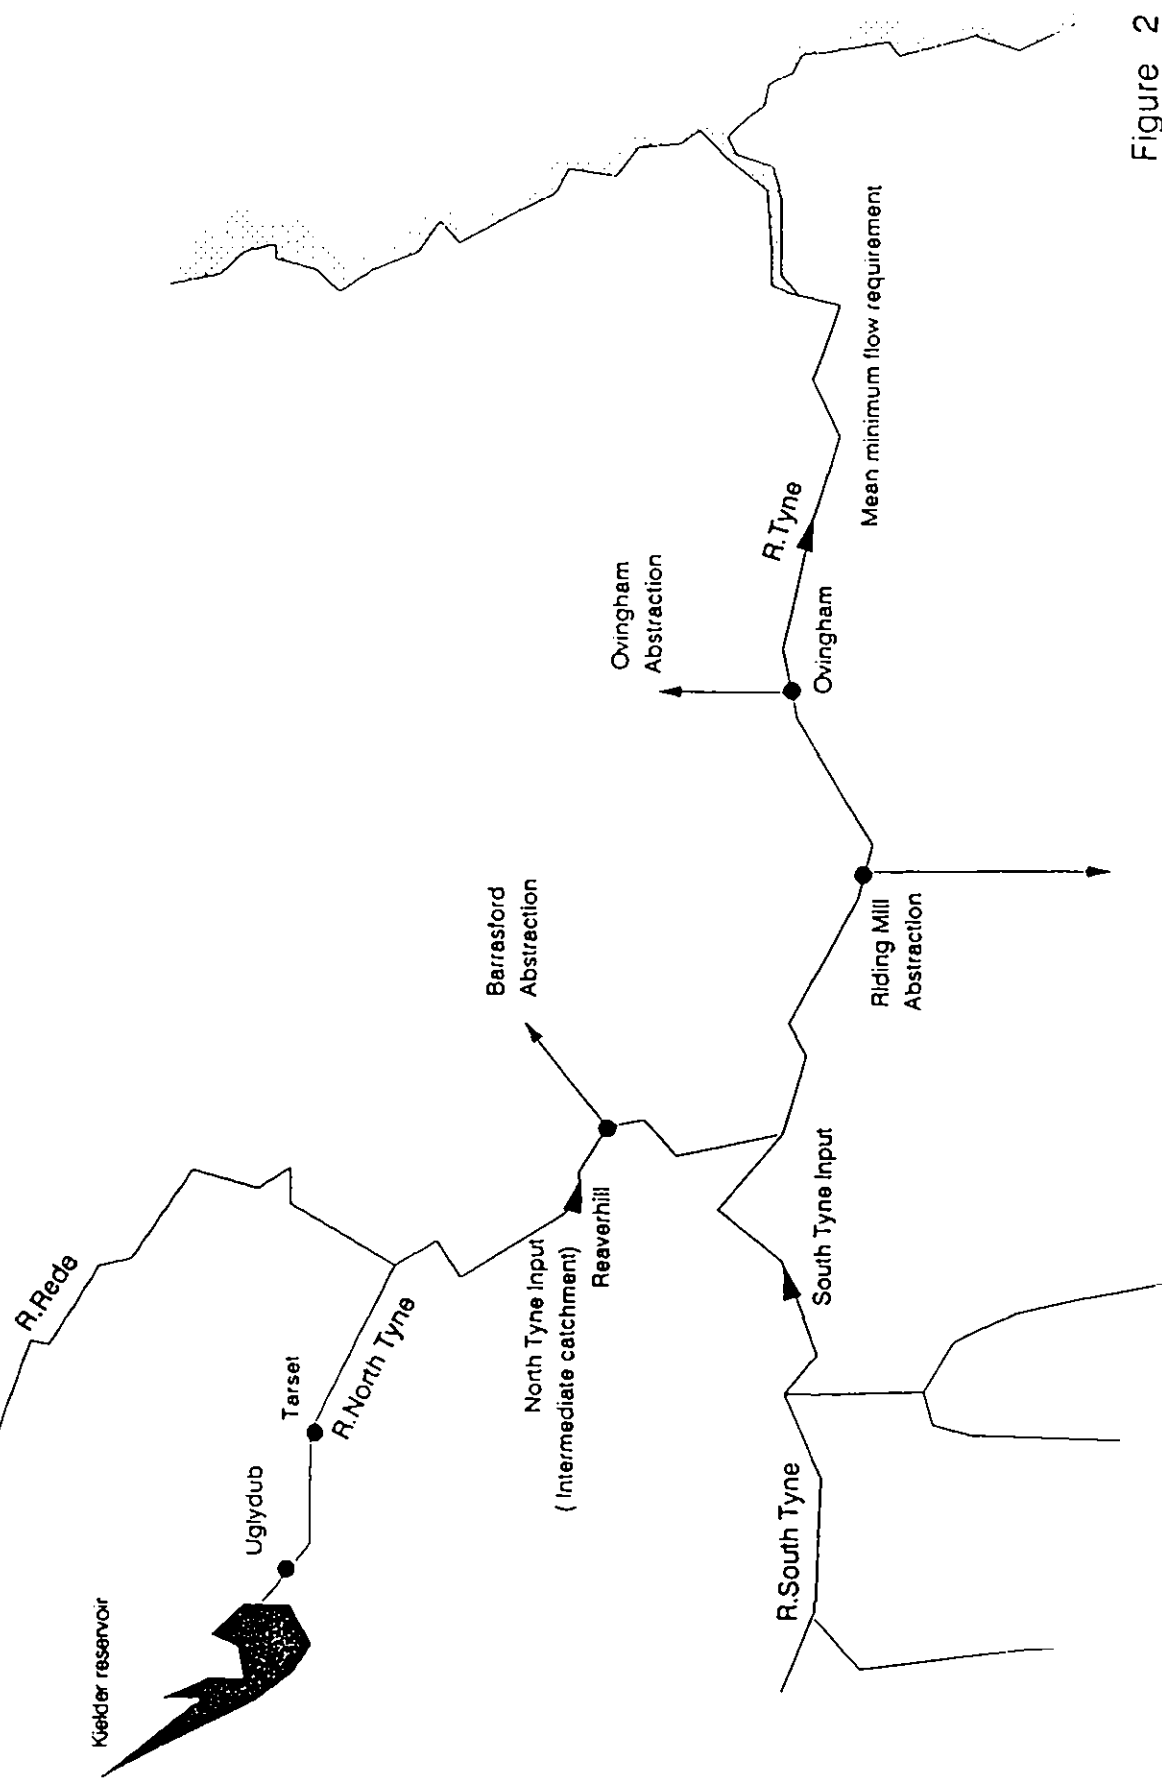 Kielder reservoir
Uglydub
Tarset
R.Rede
R.North Tyne
North Tyne Input
( Intermediate catchment)
Reaverhill
Barrasford
Abstraction
R.South Tyne
South Tyne Input
Riding Mill
Abstraction
Ovingham
Abstraction
Ovingham
R.Tyne
Mean minimum flow requirement
Figure 2